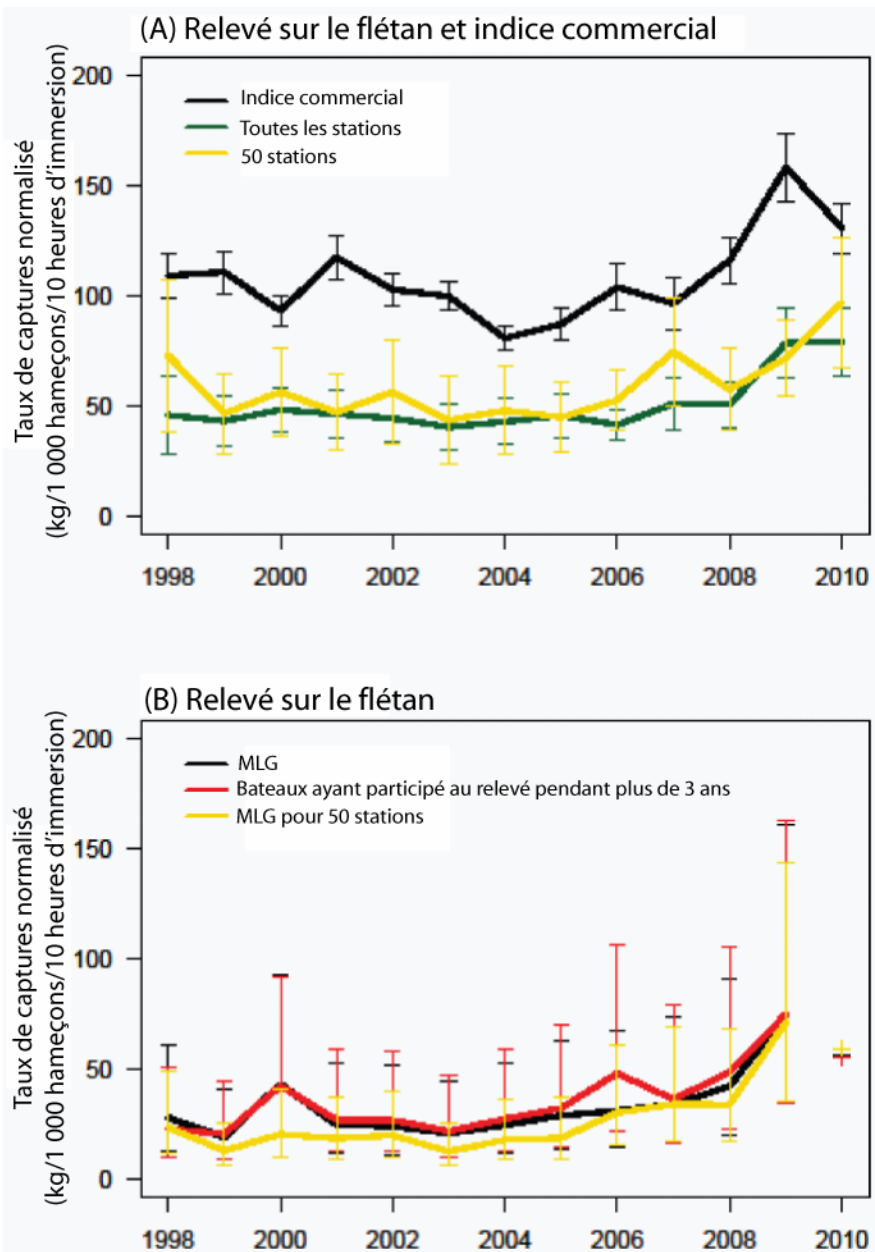 (A) Relevé sur le flétan et indice commercial
Taux de captures normalisé
(kg/1 000 hameçons/10 heures d'immersion)
200
150
100
50
0
Indice commercial
Toutes les stations
50 stations
1998 2000 2002 2004 2006 2008 2010
(B) Relevé sur le flétan
Taux de captures normalisé
(kg/1 000 hameçons/10 heures d'immersion)
200
150
100
50
0
MLG
Bateaux ayant participé au relevé pendant plus de 3 ans
MLG pour 50 stations
1998 2000 2002 2004 2006 2008 2010